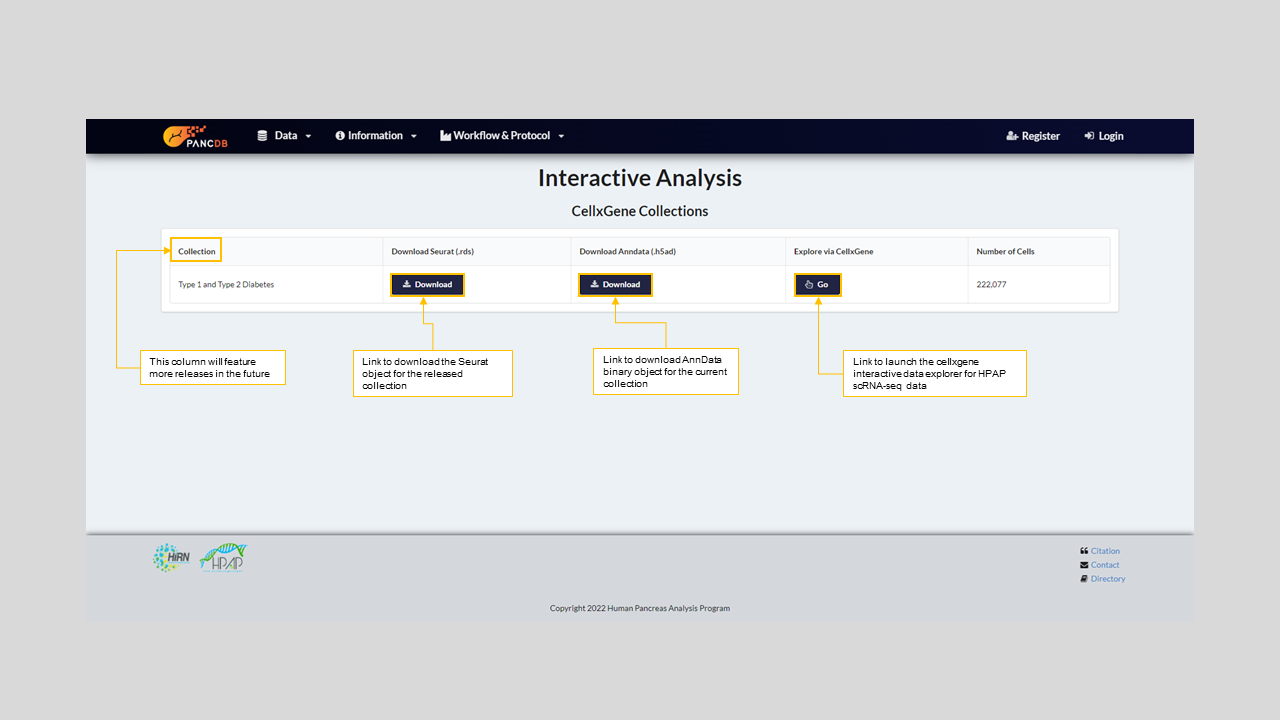 PANCDB Data Information Workflow & Protocol Register Login
Interactive Analysis
CellxGene Collections
Collection Download Seurat (.rds) Download Anndata (.h5ad) Explore via CellxGene Number of Cells
Type 1 and Type 2 Diabetes Download Download Go 222,077
This column will feature
more releases in the future
Link to download the Seurat
object for the released
collection
Link to download AnnData
binary object for the current
collection
Link to launch the cellxgene
interactive data explorer for HPAP
scRNA-seq data
HIRN HPAP
Citation
Contact
Directory
Copyright 2022 Human Pancreas Analysis Program